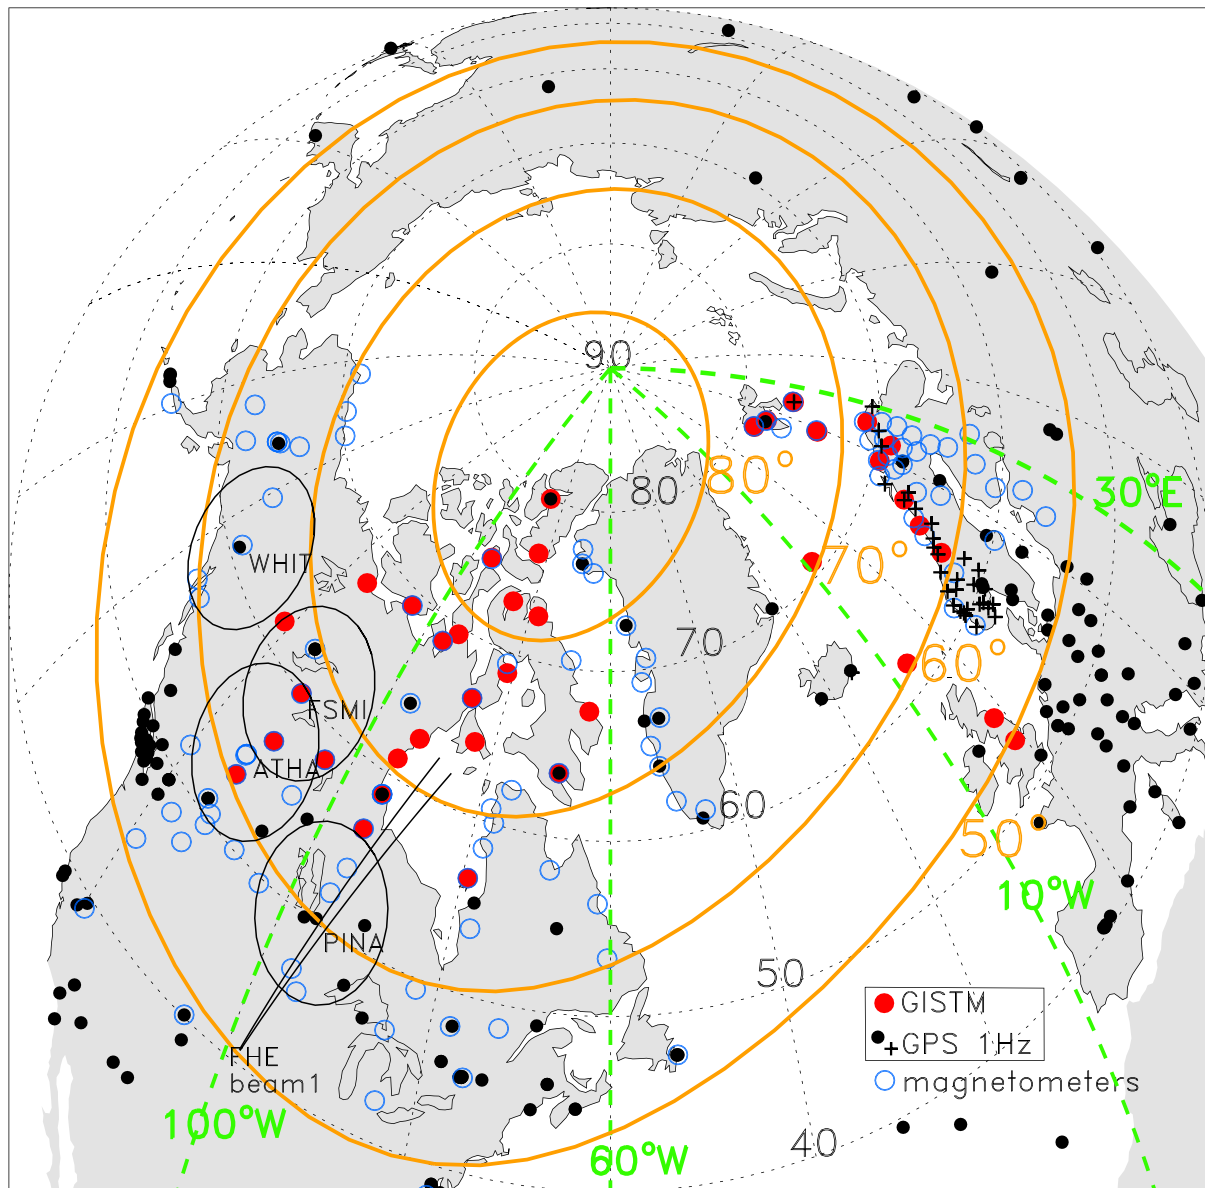 90
80°
80
30°E
WHIT
70°
70
60°
FSMI
ATHA
60
50
10°W
PINA
50
GISTM
GPS 1Hz
FHE
beam1
magnetometers
100°W
40
60°W